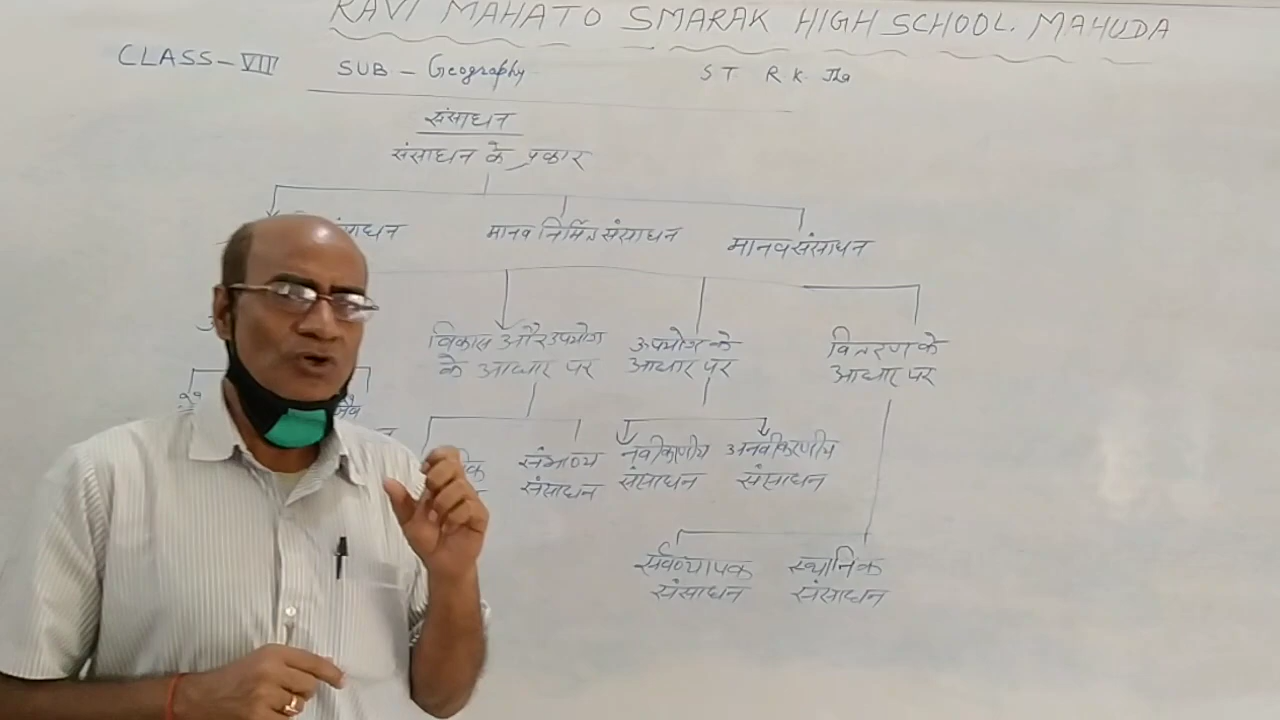 RAVI MAHATO SMARAK HIGH SCHOOL. MAHUDA
CLASS-VIII SUB - Geography S T R K Jha
संसाधन
संसाधन के प्रकार
संसाधन मानव निर्मित संसाधन मानव संसाधन
विकास और उपयोग के आधार पर
उपयोग के आधार पर
वितरण के आधार पर
संभाव्य संसाधन
नवीकरणीय संसाधन
अनवीकरणीय संसाधन
सर्वव्यापक संसाधन
स्थानिक संसाधन